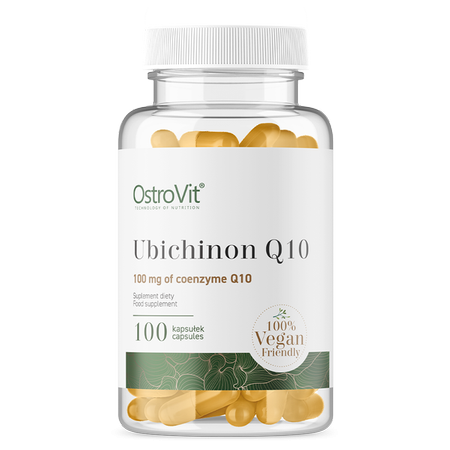 OstroVit®
TECHNOLOGY OF NUTRITION
Ubichinon Q10
100 mg of coenzyme Q10
Suplement diety
Food supplement
100 kapsułek
capsules
100%
Vegan
Friendly